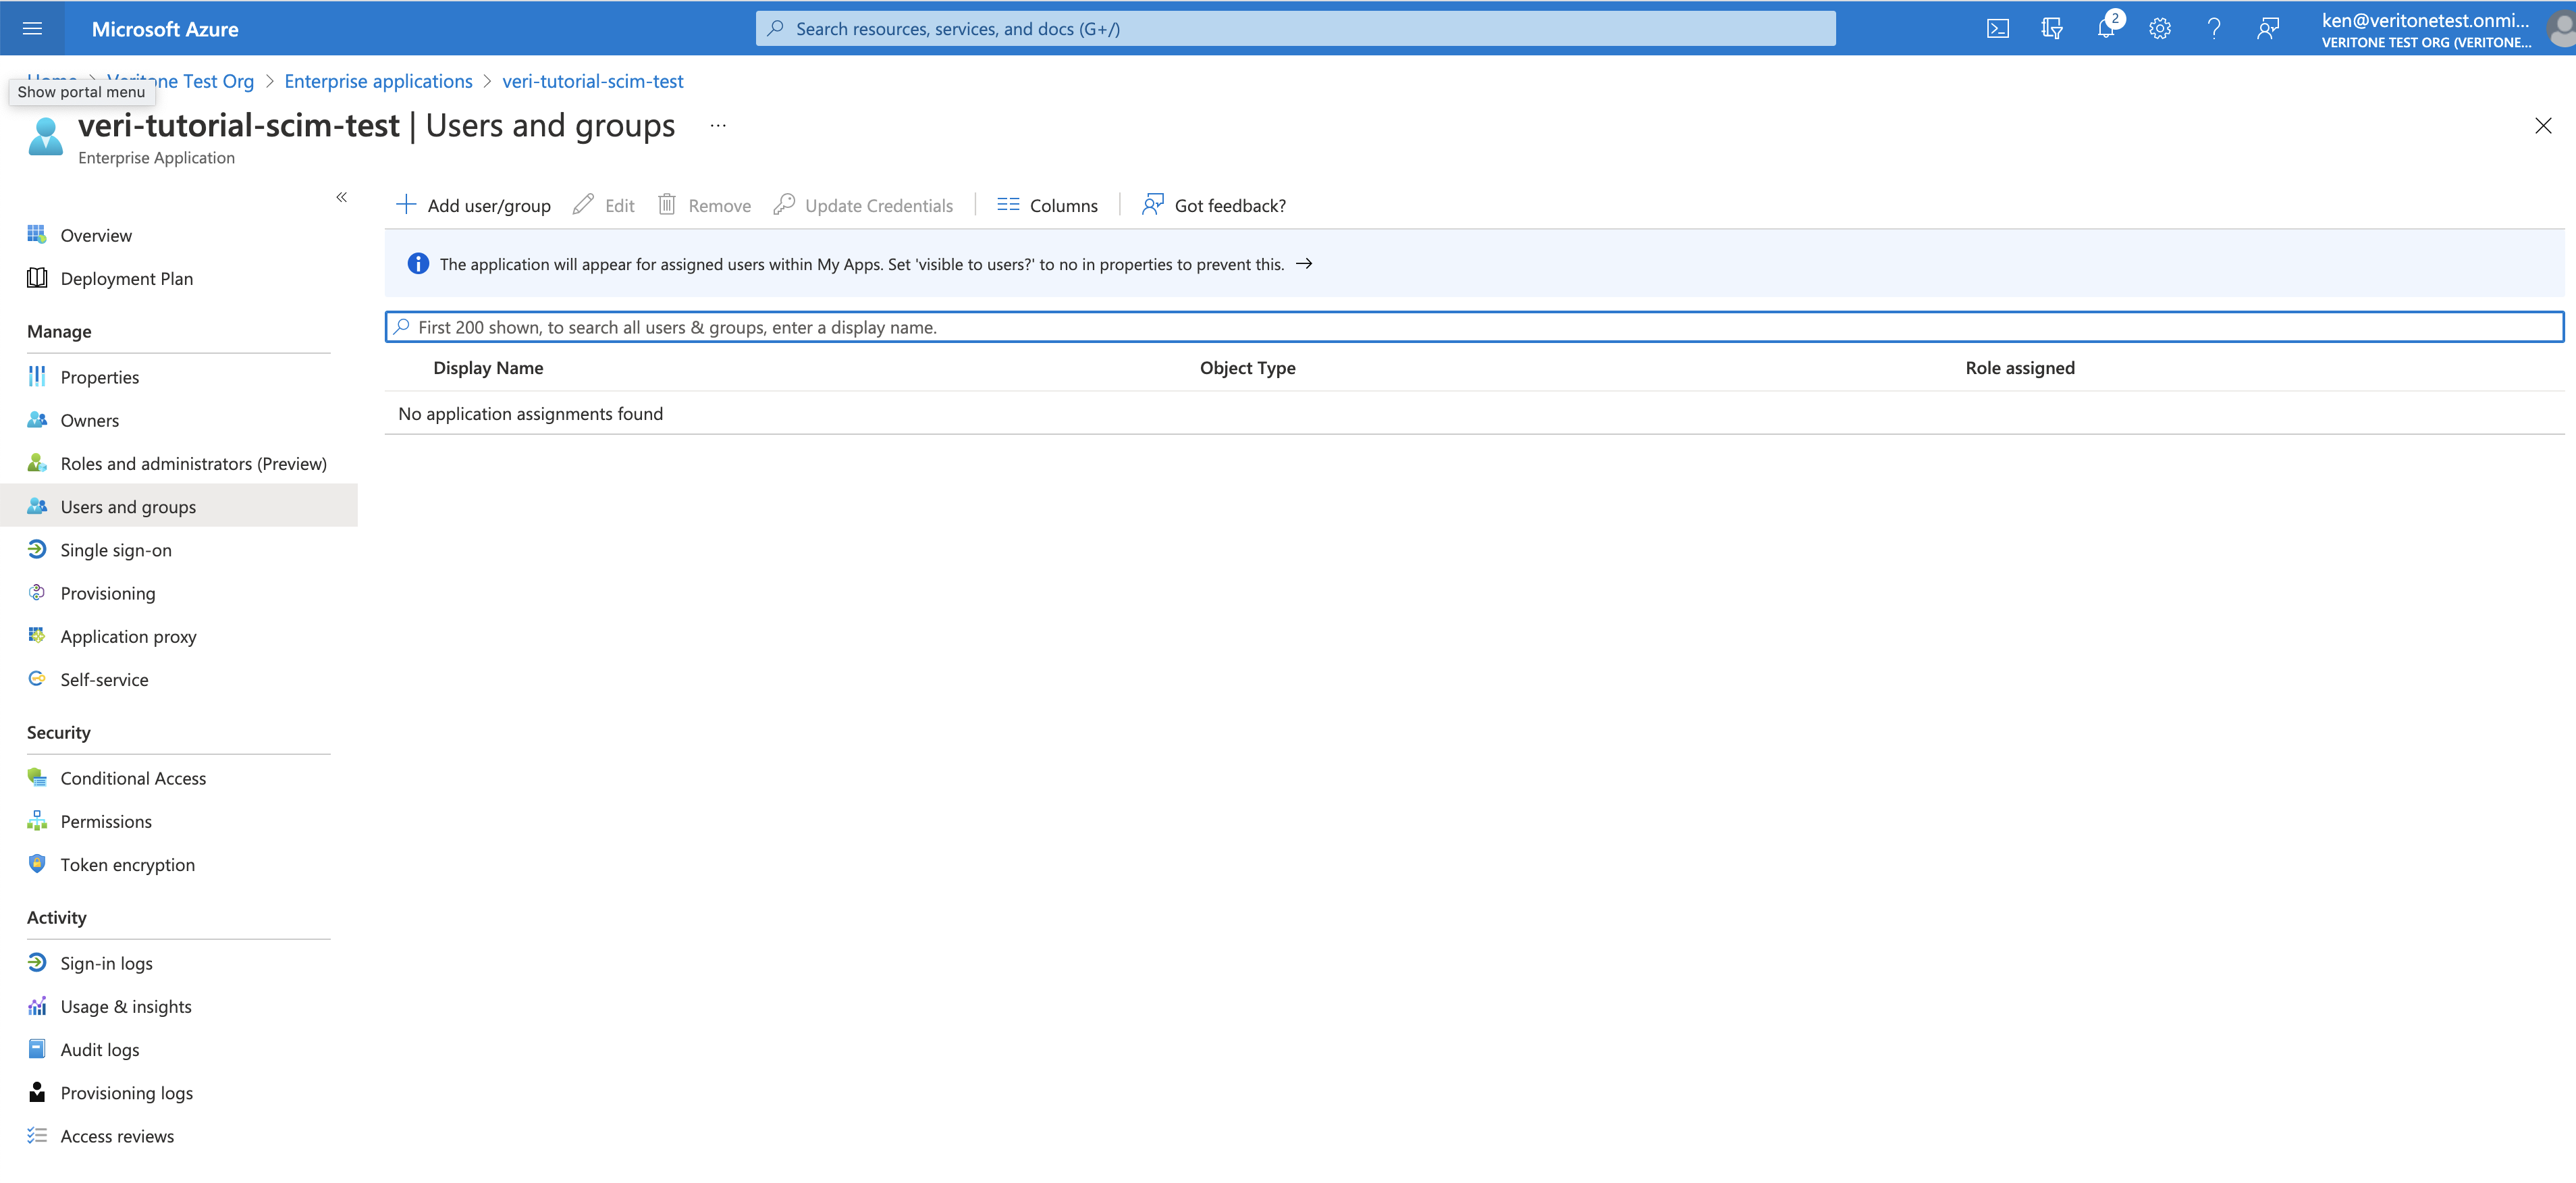 Microsoft Azure
Search resources, services, and docs (G+/)
2
ken@veritonetest.onmi...
VERITONE TEST ORG (VERITONE...
Home > Veritone Test Org > Enterprise applications > veri-tutorial-scim-test
Show portal menu
veri-tutorial-scim-test | Users and groups ...
Enterprise Application
Add user/group Edit Remove Update Credentials Columns Got feedback?
The application will appear for assigned users within My Apps. Set 'visible to users?' to no in properties to prevent this. →
First 200 shown, to search all users & groups, enter a display name.
Display Name Object Type Role assigned
No application assignments found
Overview
Deployment Plan
Manage
Properties
Owners
Roles and administrators (Preview)
Users and groups
Single sign-on
Provisioning
Application proxy
Self-service
Security
Conditional Access
Permissions
Token encryption
Activity
Sign-in logs
Usage & insights
Audit logs
Provisioning logs
Access reviews